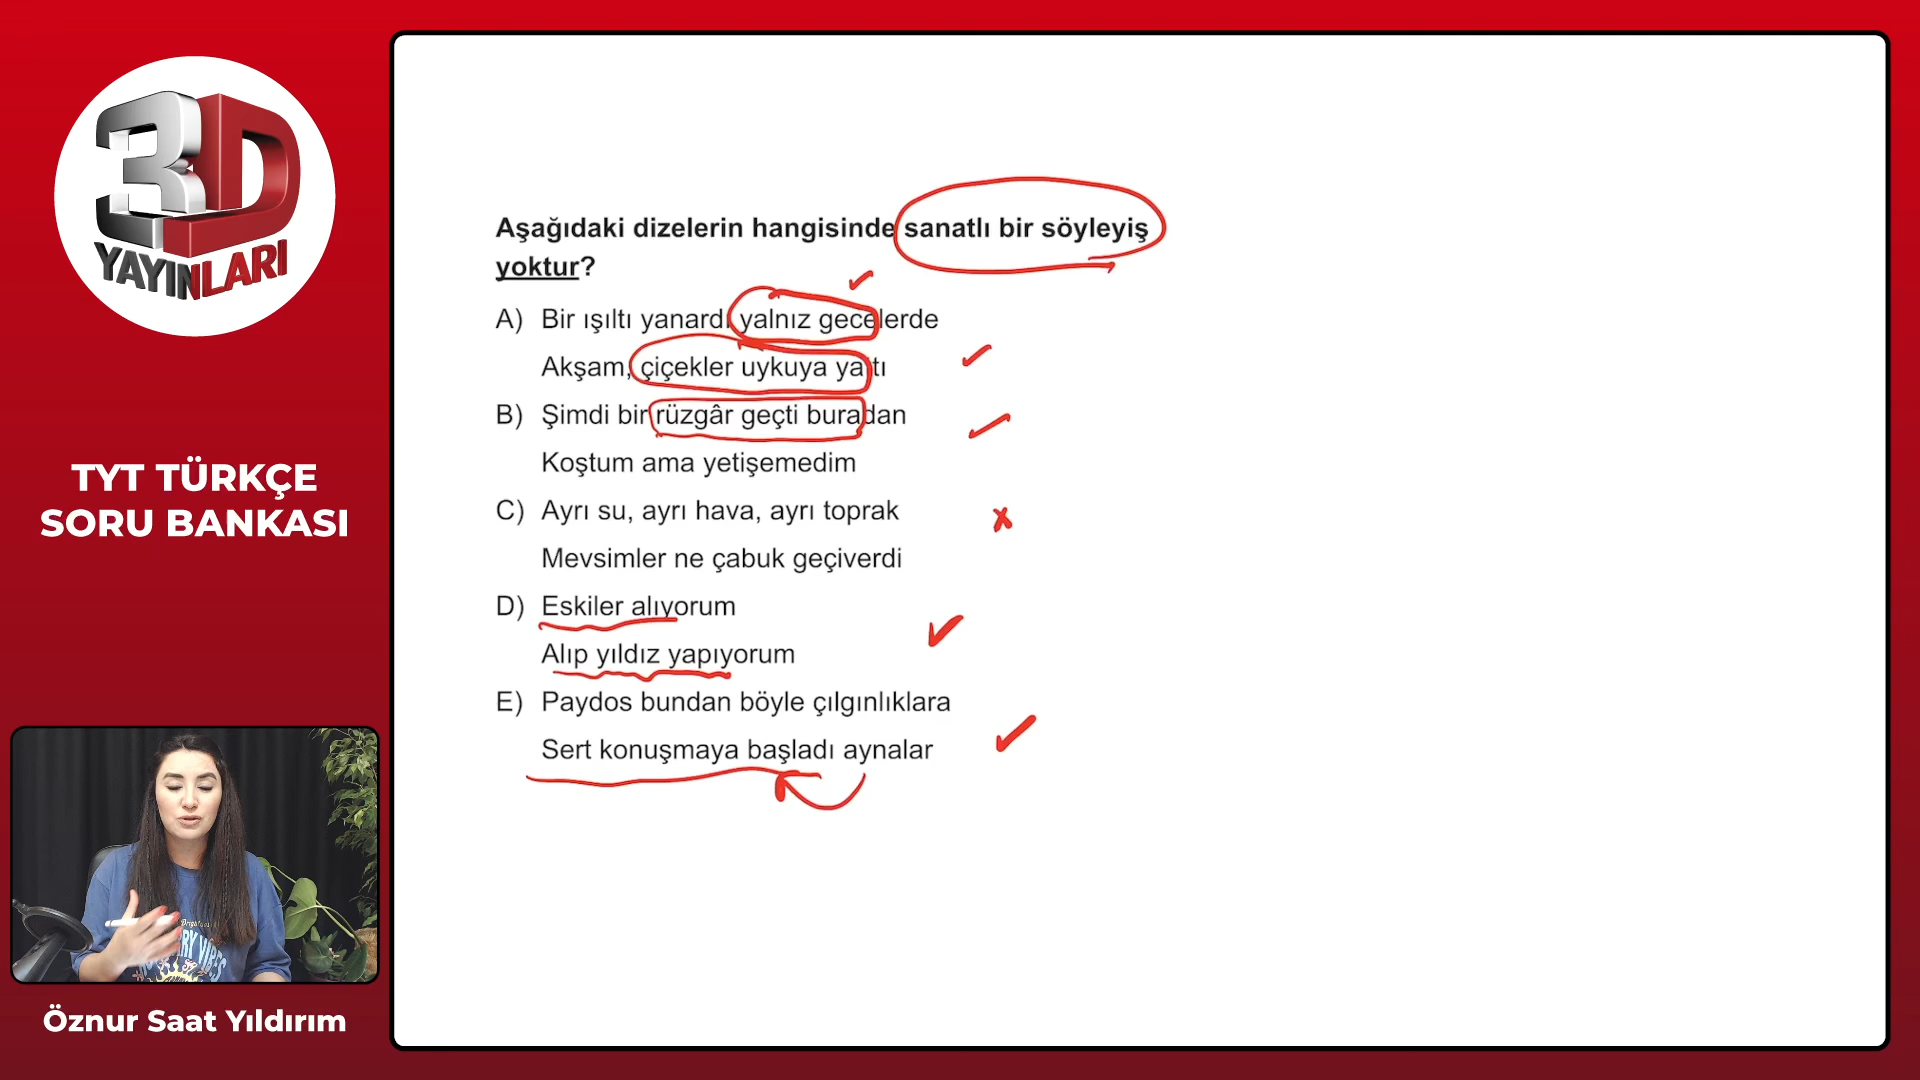 3D
YAYINLARI
TYT TÜRKÇE
SORU BANKASI
Öznur Saat Yıldırım
Aşağıdaki dizelerin hangisinde sanatlı bir söyleyiş
yoktur?
A) Bir ışıltı yanardı yalnız gecelerde
Akşam, çiçekler uykuya yattı
B) Şimdi bir rüzgâr geçti buradan
Koştum ama yetişemedim
C) Ayrı su, ayrı hava, ayrı toprak
Mevsimler ne çabuk geçiverdi
D) Eskiler alıyorum
Alıp yıldız yapıyorum
E) Paydos bundan böyle çılgınlıklara
Sert konuşmaya başladı aynalar